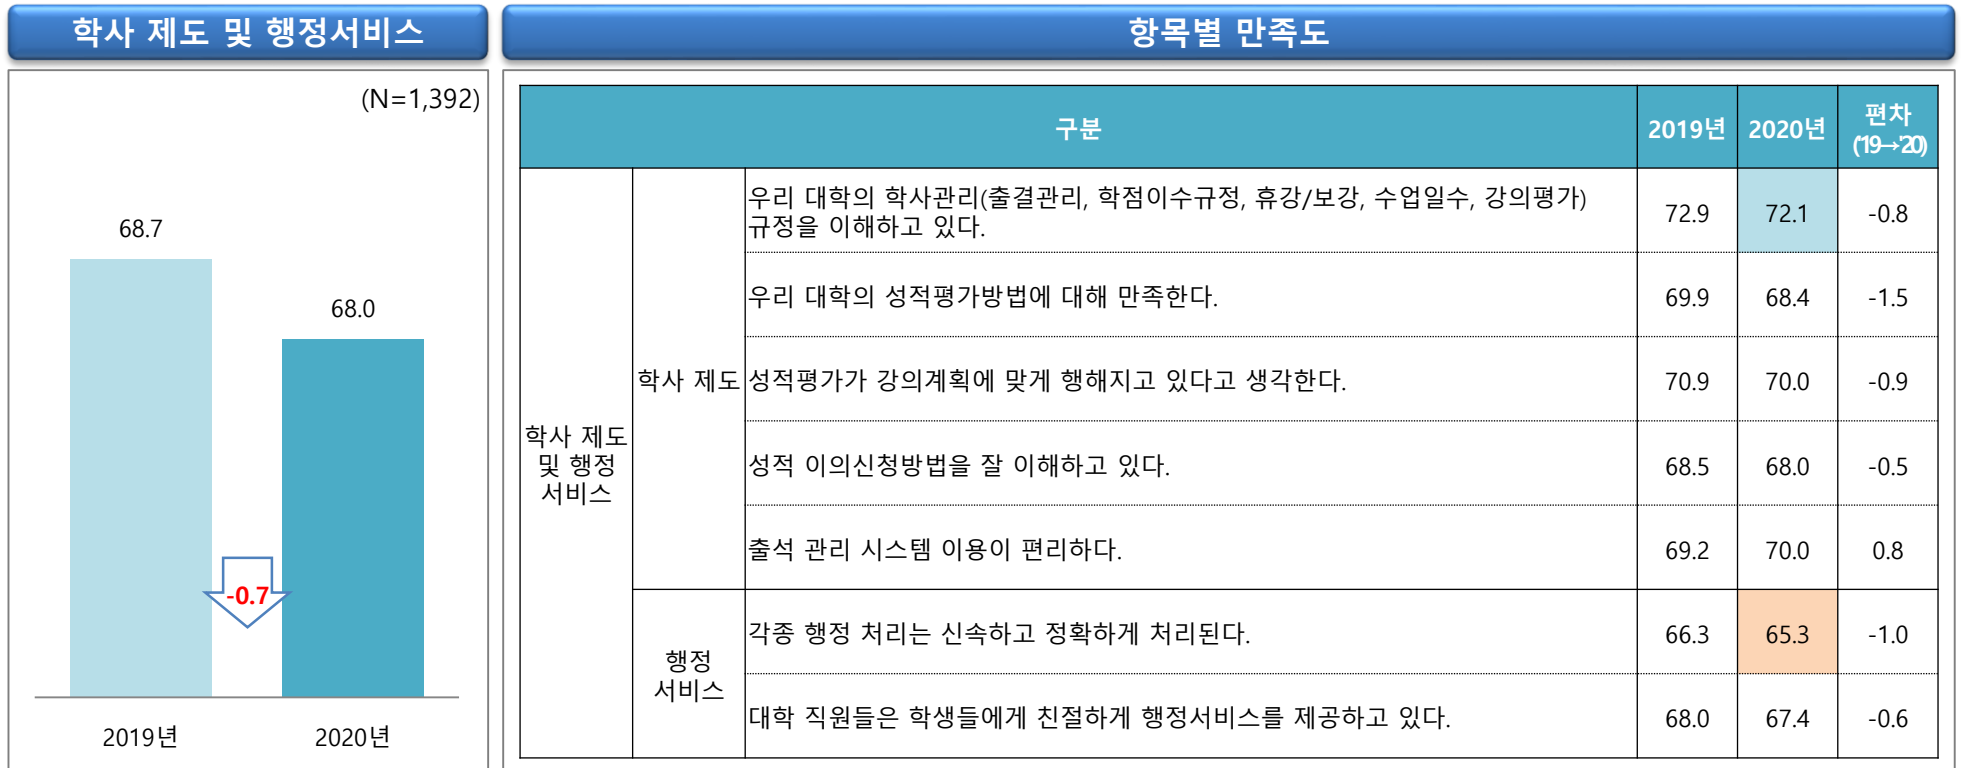 학사 제도 및 행정서비스
(N=1,392)
68.7
68.0
-0.7
2019년
2020년
항목별 만족도
구분
2019년
2020년
편차
('19→'20)
학사 제도
및 행정
서비스
학사 제도
우리 대학의 학사관리(출결관리, 학점이수규정, 휴강/보강, 수업일수, 강의평가)
규정을 이해하고 있다.
72.9
72.1
-0.8
우리 대학의 성적평가방법에 대해 만족한다.
69.9
68.4
-1.5
성적평가가 강의계획에 맞게 행해지고 있다고 생각한다.
70.9
70.0
-0.9
성적 이의신청방법을 잘 이해하고 있다.
68.5
68.0
-0.5
출석 관리 시스템 이용이 편리하다.
69.2
70.0
0.8
행정
서비스
각종 행정 처리는 신속하고 정확하게 처리된다.
66.3
65.3
-1.0
대학 직원들은 학생들에게 친절하게 행정서비스를 제공하고 있다.
68.0
67.4
-0.6